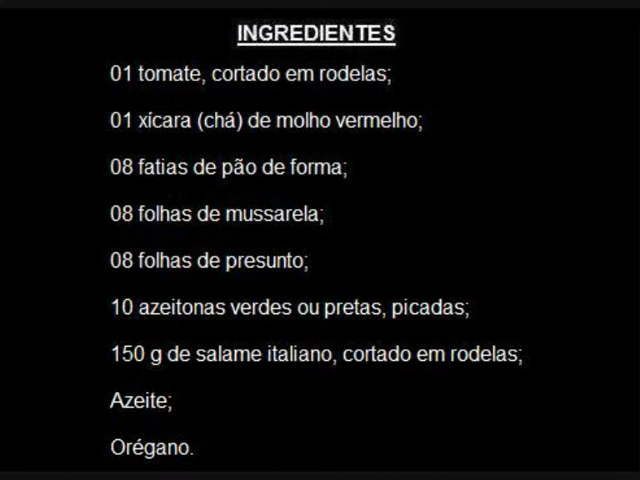 INGREDIENTES
01 tomate, cortado em rodelas;
01 xícara (chá) de molho vermelho;
08 fatias de pão de forma;
08 folhas de mussarela;
08 folhas de presunto;
10 azeitonas verdes ou pretas, picadas;
150 g de salame italiano, cortado em rodelas;
Azeite;
Orégano.